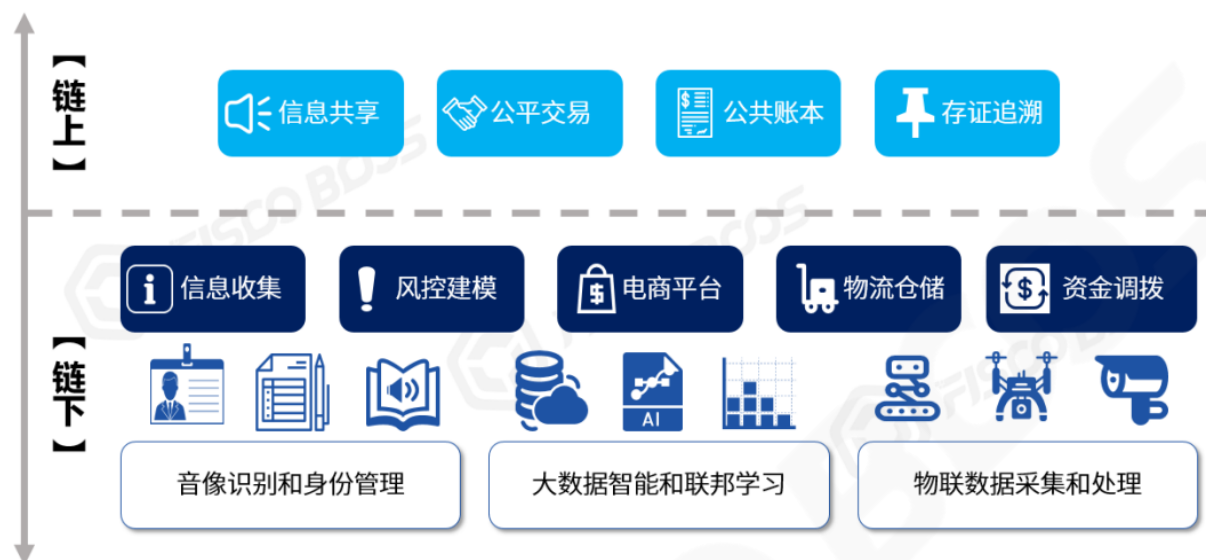 【链上】
信息共享
公平交易
公共账本
存证追溯
FISCO BCOS
【链下】
信息收集
风控建模
电商平台
物流仓储
资金调拨
AI
音像识别和身份管理
大数据智能和联邦学习
物联数据采集和处理